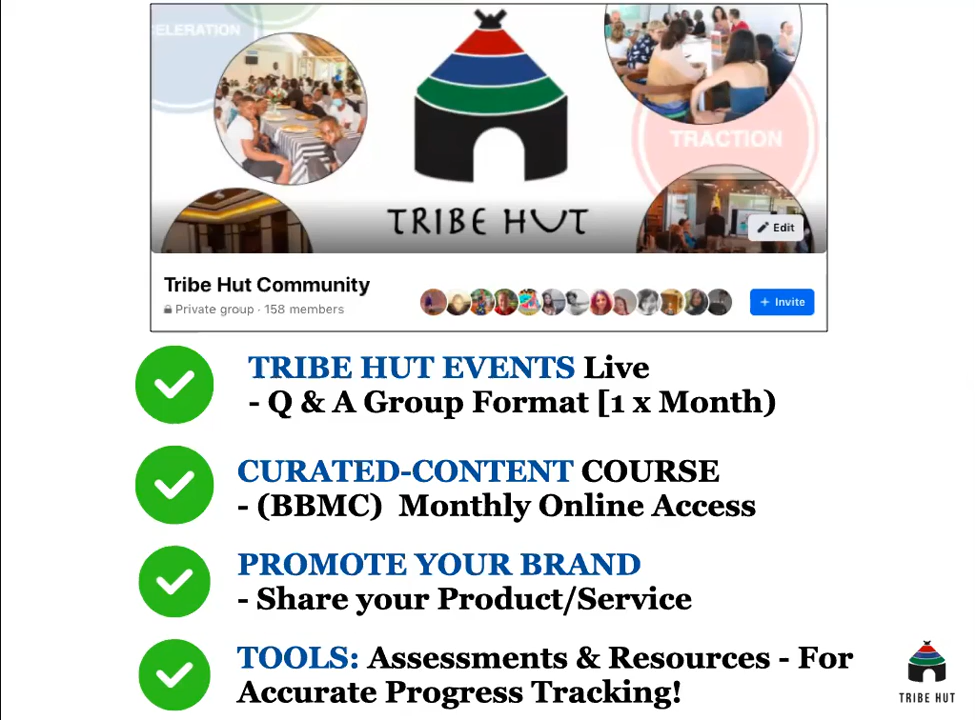 ELERATION
TRACTION
TRIBE HUT
Edit
Tribe Hut Community
Private group · 158 members
+ Invite
TRIBE HUT EVENTS Live
- Q & A Group Format [1 x Month)
CURATED-CONTENT COURSE
- (BBMC) Monthly Online Access
PROMOTE YOUR BRAND
- Share your Product/Service
TOOLS: Assessments & Resources - For
Accurate Progress Tracking!
TRIBE HUT